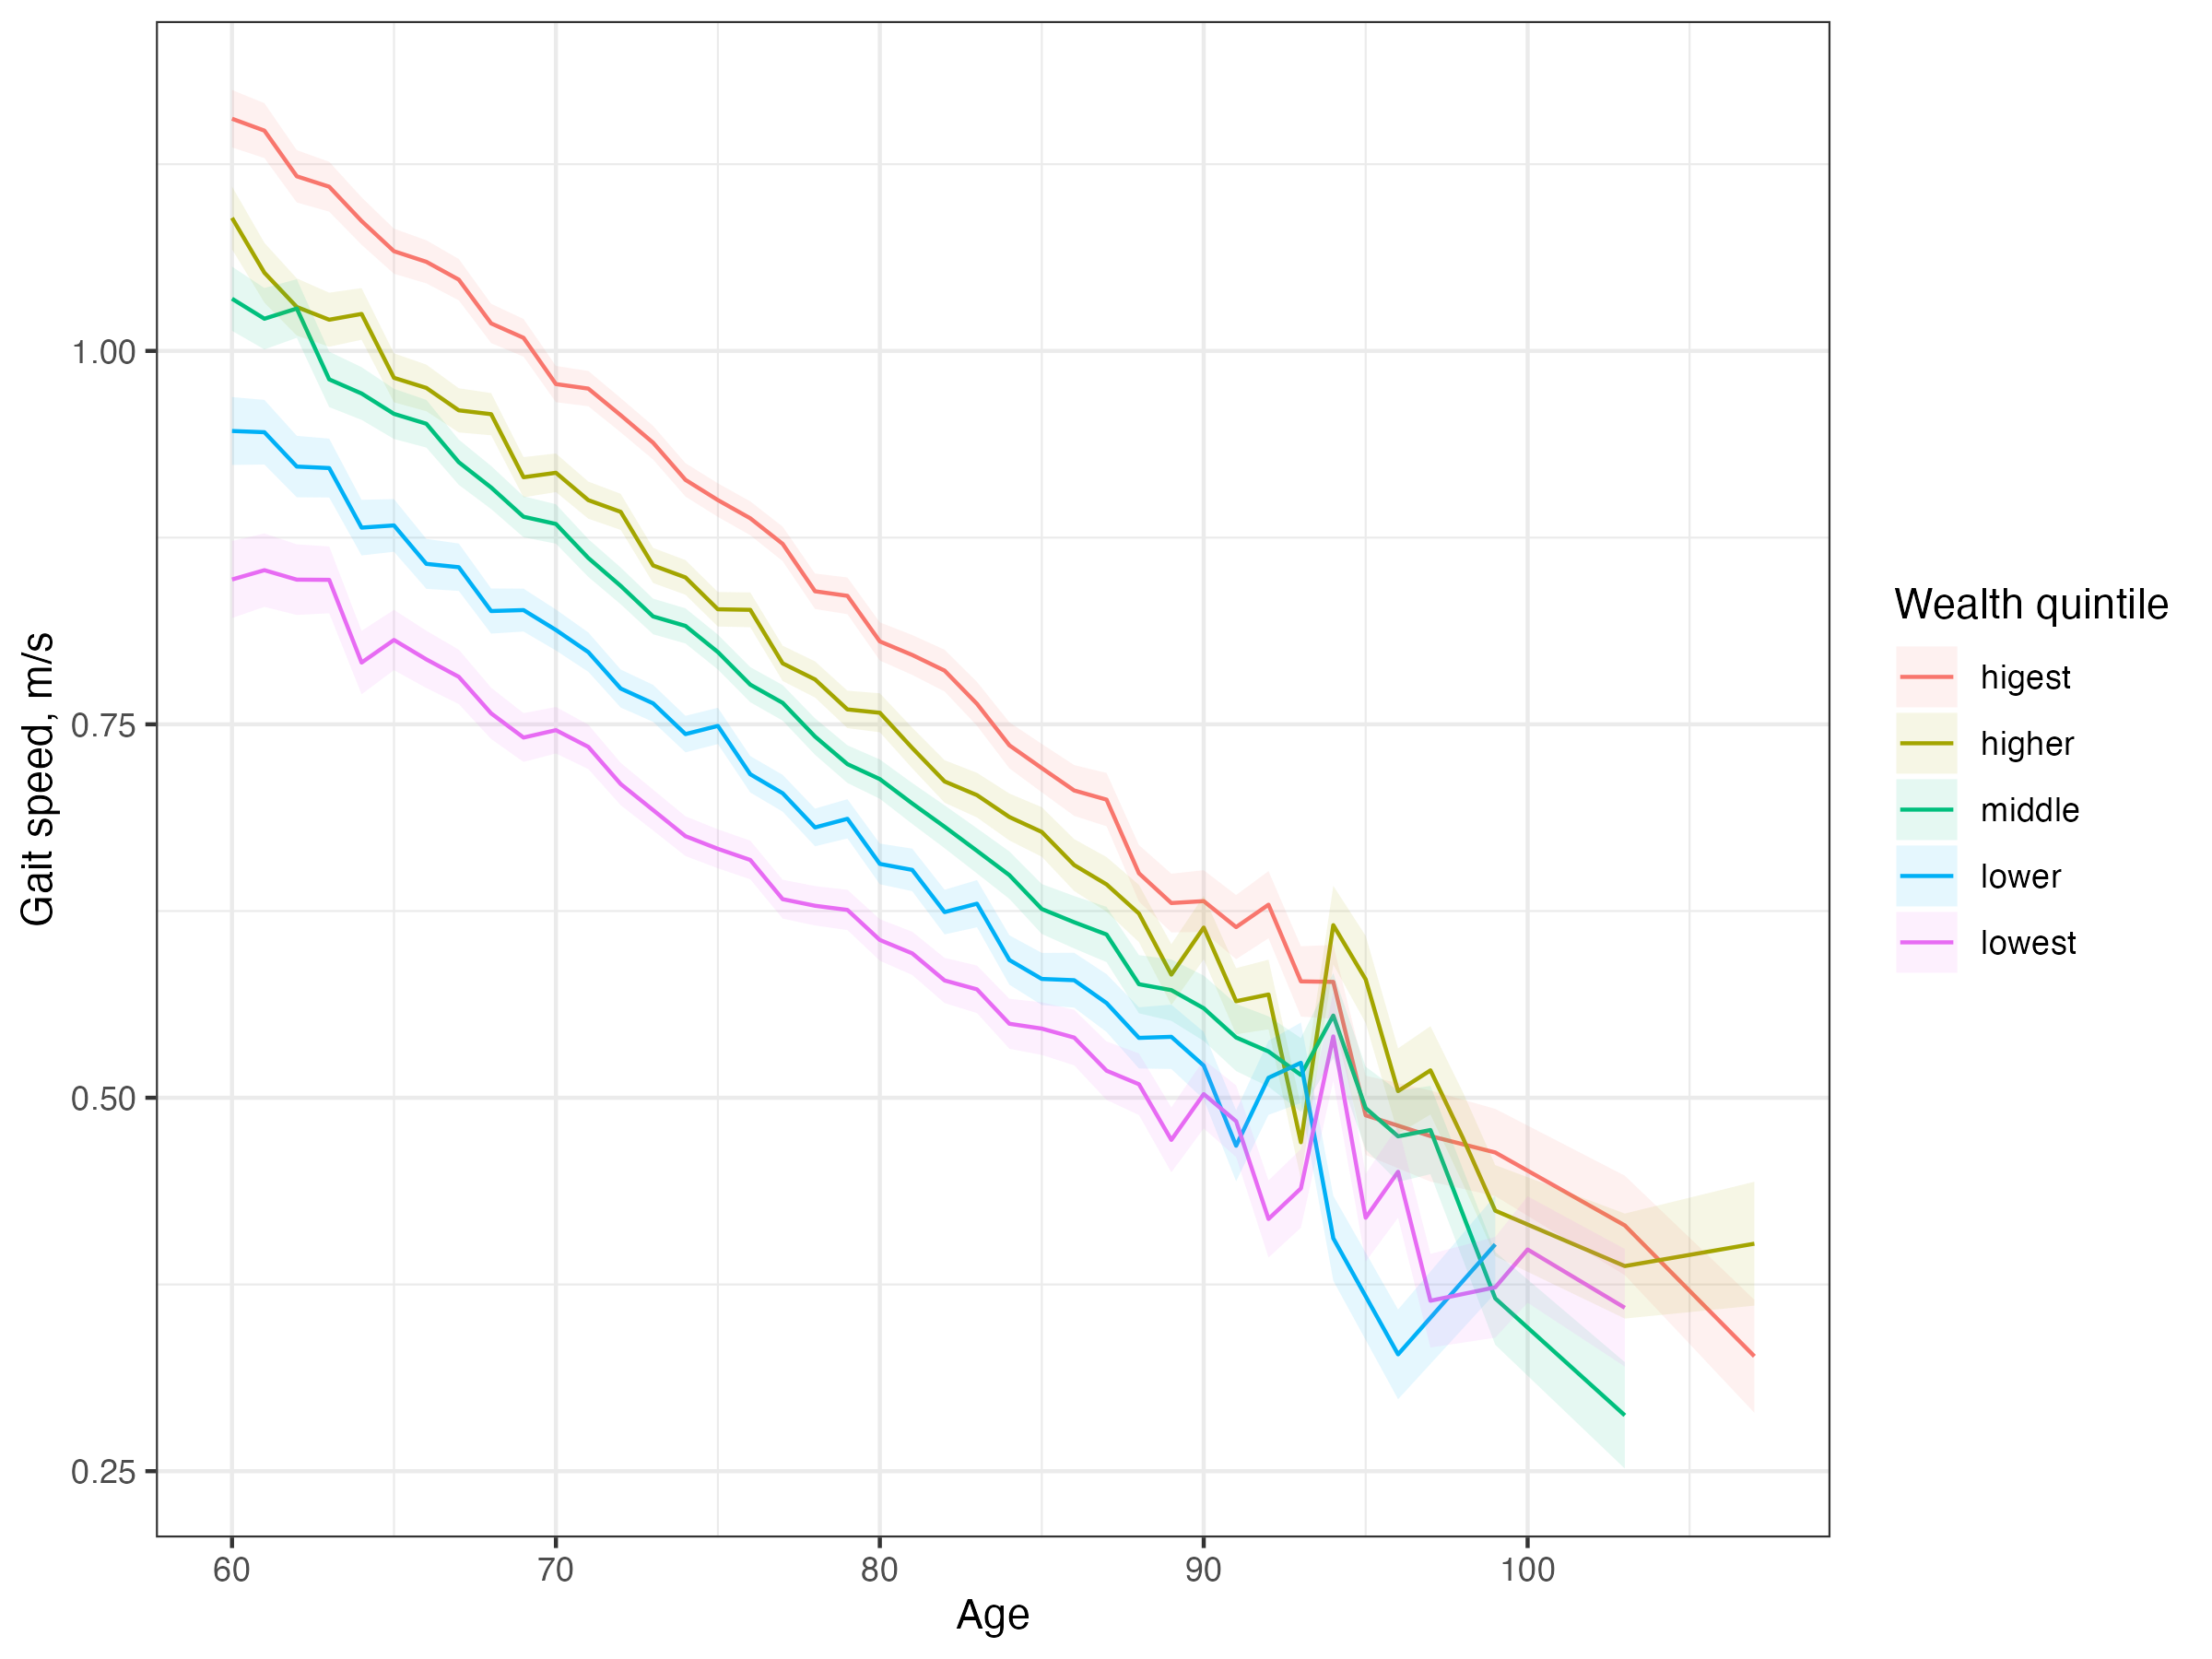 1.00
0.75
0.50
0.25
Gait speed, m/s
60 70 80 90 100
Age
Wealth quintile
higest
higher
middle
lower
lowest